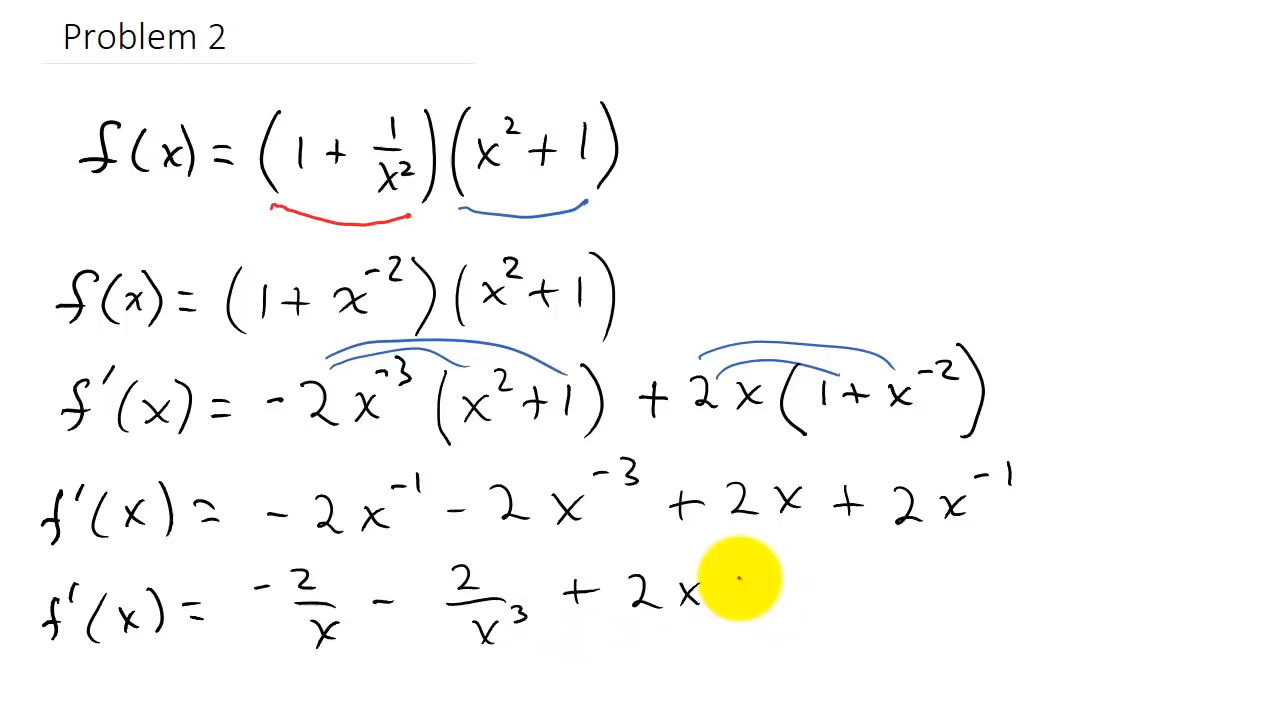 Problem 2
f(x) = (1 + 1/x²)(x² + 1)
f(x) = (1 + x⁻²)(x² + 1)
f'(x) = -2x⁻³(x² + 1) + 2x(1 + x⁻²)
f'(x) = -2x⁻¹ - 2x⁻³ + 2x + 2x⁻¹
f'(x) = -2/x - 2/x³ + 2x